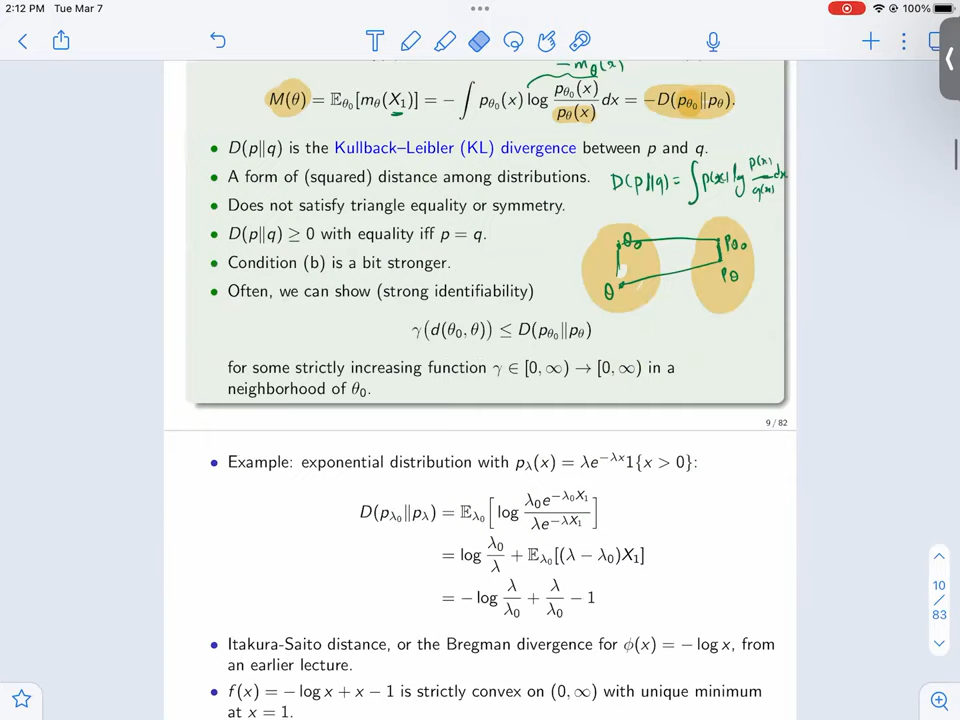 2:12 PM Tue Mar 7
100%
− m_θ(x)
M(θ) = 𝔼_{θ₀}[m_θ(X₁)] = − ∫ p_{θ₀}(x) log p_{θ₀}(x)/p_θ(x) dx = −D(p_{θ₀}‖p_θ).
• D(p‖q) is the Kullback–Leibler (KL) divergence between p and q.
• A form of (squared) distance among distributions.
D(p‖q) = ∫ p(x) log p(x)/q(x) dx
• Does not satisfy triangle equality or symmetry.
• D(p‖q) ≥ 0 with equality iff p = q.
θ₀ pθ₀
• Condition (b) is a bit stronger.
θ pθ
• Often, we can show (strong identifiability)
γ(d(θ₀, θ)) ≤ D(p_{θ₀}‖p_θ)
for some strictly increasing function γ ∈ [0, ∞) → [0, ∞) in a
neighborhood of θ₀.
9 / 82
• Example: exponential distribution with p_λ(x) = λe^{−λx}1{x > 0}:
D(p_{λ₀}‖p_λ) = 𝔼_{λ₀}[log λ₀e^{−λ₀X₁}/λe^{−λX₁}]
= log λ₀/λ + 𝔼_{λ₀}[(λ − λ₀)X₁]
= − log λ/λ₀ + λ/λ₀ − 1
10
/
83
• Itakura-Saito distance, or the Bregman divergence for ϕ(x) = − log x, from
an earlier lecture.
• f(x) = − log x + x − 1 is strictly convex on (0, ∞) with unique minimum
at x = 1.